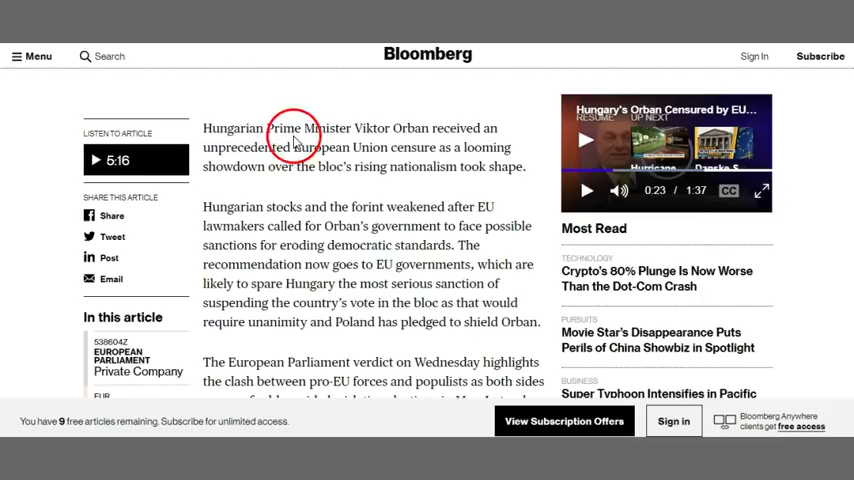 Menu
Search
Bloomberg
Sign In
Subscribe
LISTEN TO ARTICLE
5:16
SHARE THIS ARTICLE
Share
Tweet
Post
Email
In this article
538604Z
EUROPEAN
PARLIAMENT
Private Company
EUR
Hungarian Prime Minister Viktor Orban received an
unprecedented European Union censure as a looming
showdown over the bloc's rising nationalism took shape.
Hungarian stocks and the forint weakened after EU
lawmakers called for Orban's government to face possible
sanctions for eroding democratic standards. The
recommendation now goes to EU governments, which are
likely to spare Hungary the most serious sanction of
suspending the country's vote in the bloc as that would
require unanimity and Poland has pledged to shield Orban.
The European Parliament verdict on Wednesday highlights
the clash between pro-EU forces and populists as both sides
Hungary's Orban Censured by EU...
RESUME
UP NEXT
Danske S
0:23 / 1:37
CC
Most Read
TECHNOLOGY
Crypto's 80% Plunge Is Now Worse
Than the Dot-Com Crash
PURSUITS
Movie Star's Disappearance Puts
Perils of China Showbiz in Spotlight
BUSINESS
Super Typhoon Intensifies in Pacific
You have 9 free articles remaining. Subscribe for unlimited access.
View Subscription Offers
Sign in
Bloomberg Anywhere
clients get free access